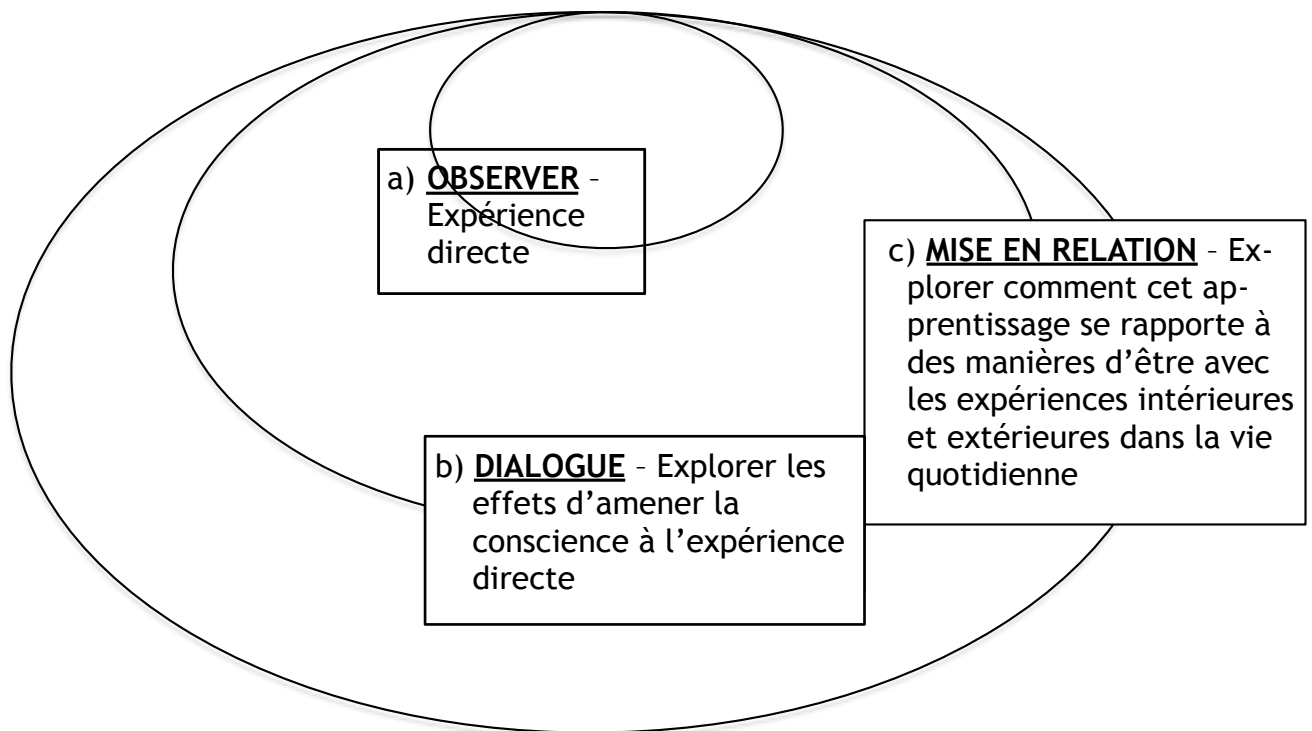 a) OBSERVER –
Expérience
directe
c) MISE EN RELATION – Ex-
plorer comment cet ap-
prentissage se rapporte à
des manières d’être avec
les expériences intérieures
et extérieures dans la vie
quotidienne
b) DIALOGUE – Explorer les
effets d’amener la
conscience à l’expérience
directe